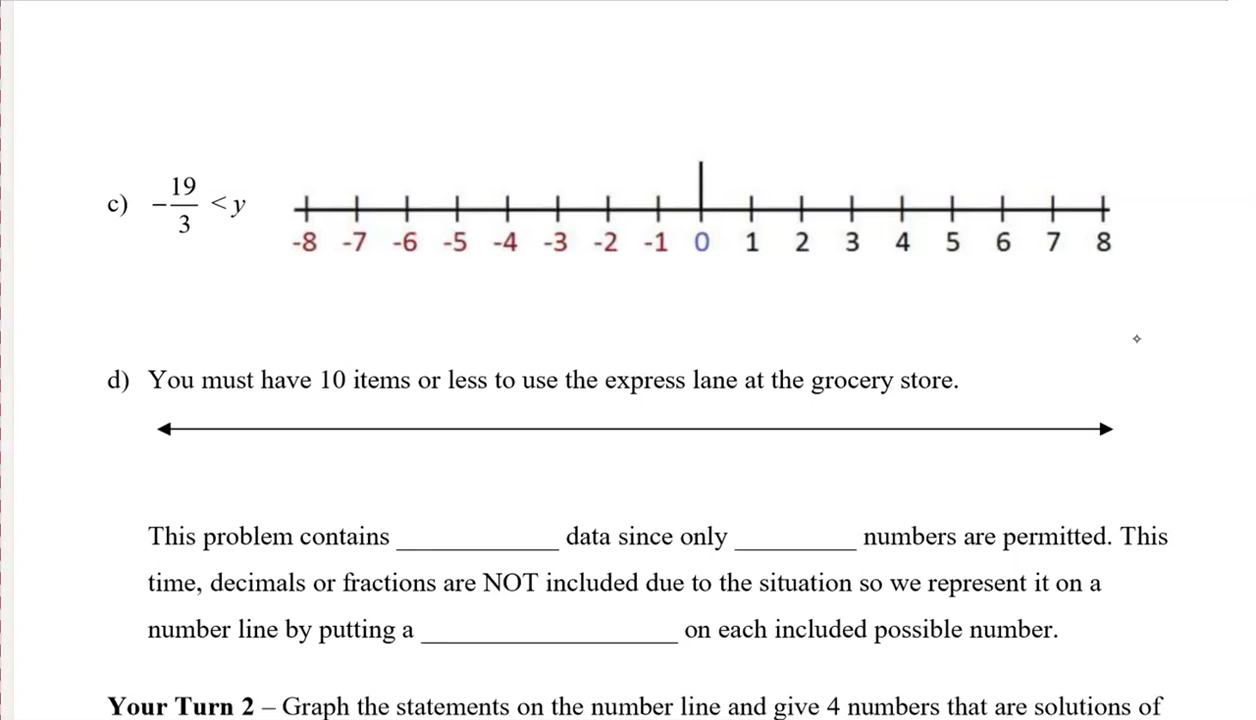 c) -19/3 < y
-8 -7 -6 -5 -4 -3 -2 -1 0 1 2 3 4 5 6 7 8
d) You must have 10 items or less to use the express lane at the grocery store.
This problem contains ____________ data since only _________ numbers are permitted. This
time, decimals or fractions are NOT included due to the situation so we represent it on a
number line by putting a ___________________ on each included possible number.
Your Turn 2 – Graph the statements on the number line and give 4 numbers that are solutions of